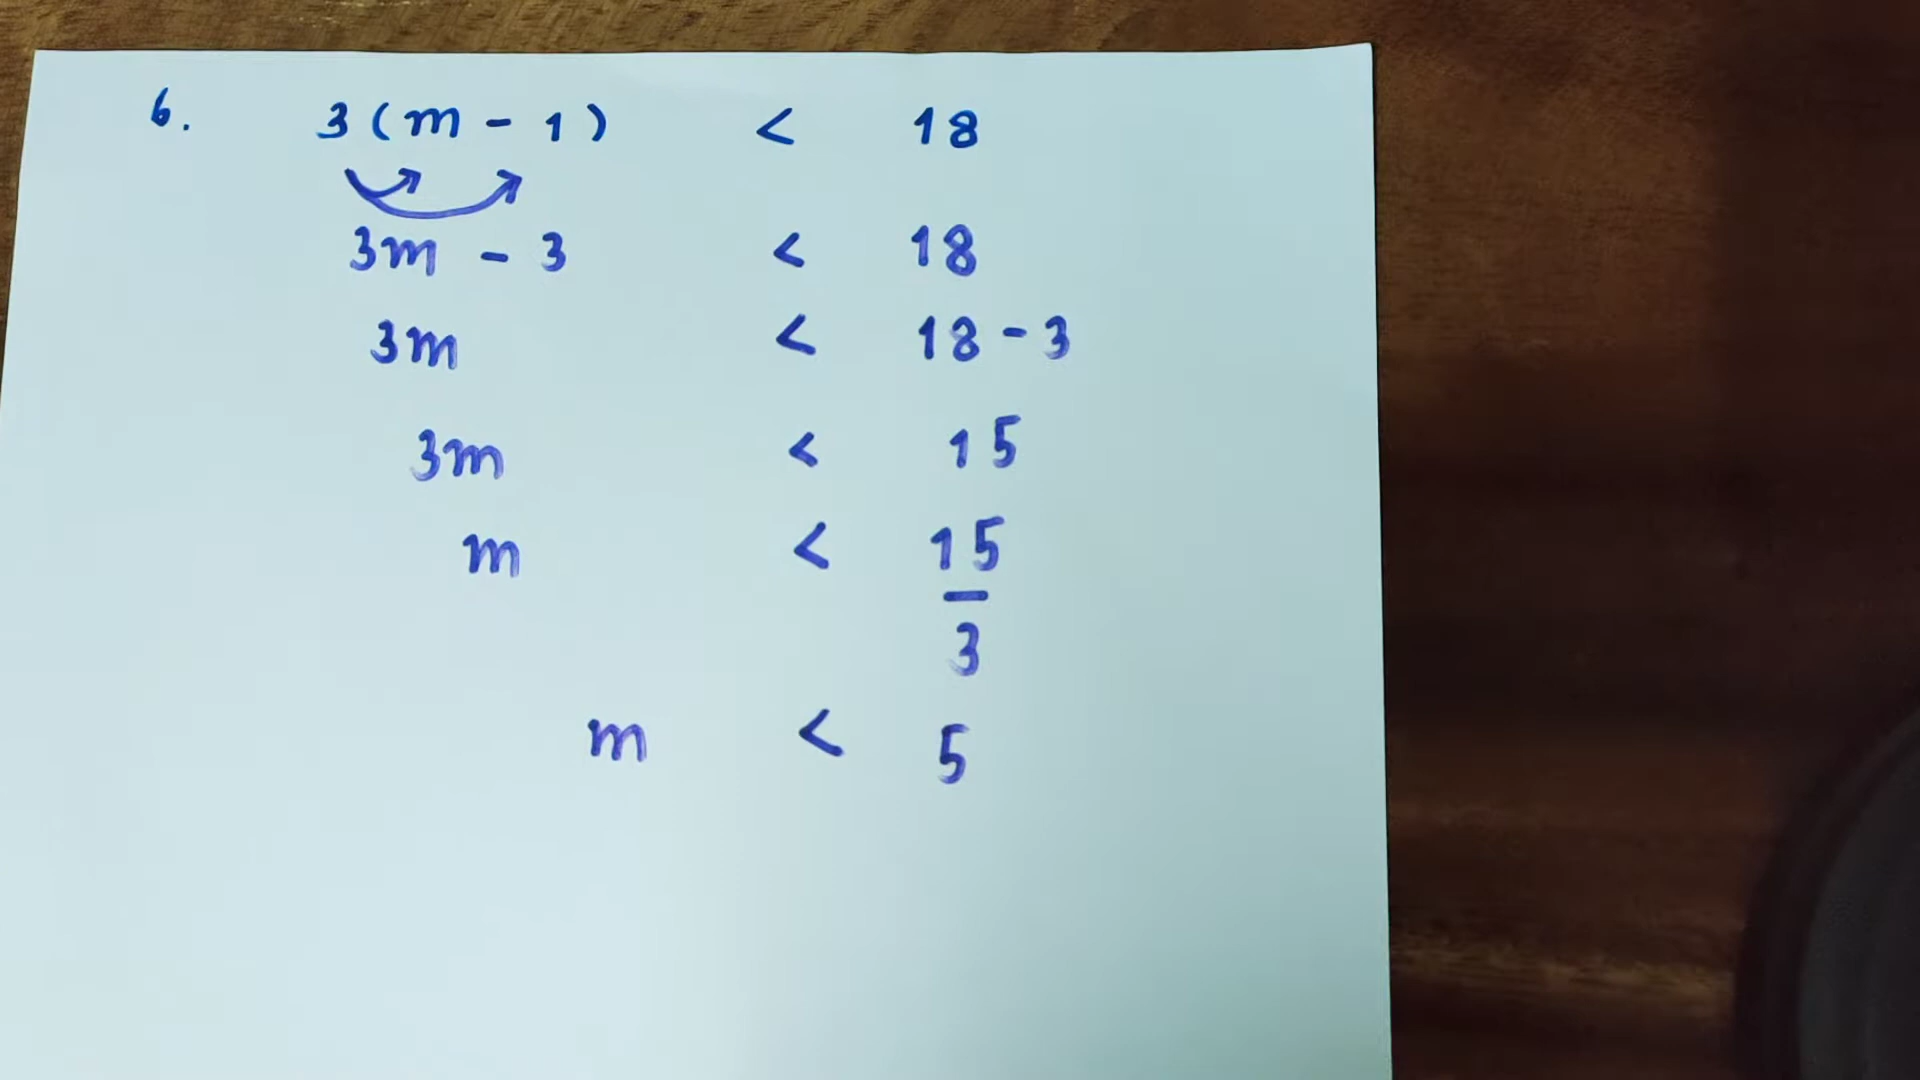 6. 3(m - 1) < 18
3m - 3 < 18
3m < 18 - 3
3m < 15
m < 15
3
m < 5